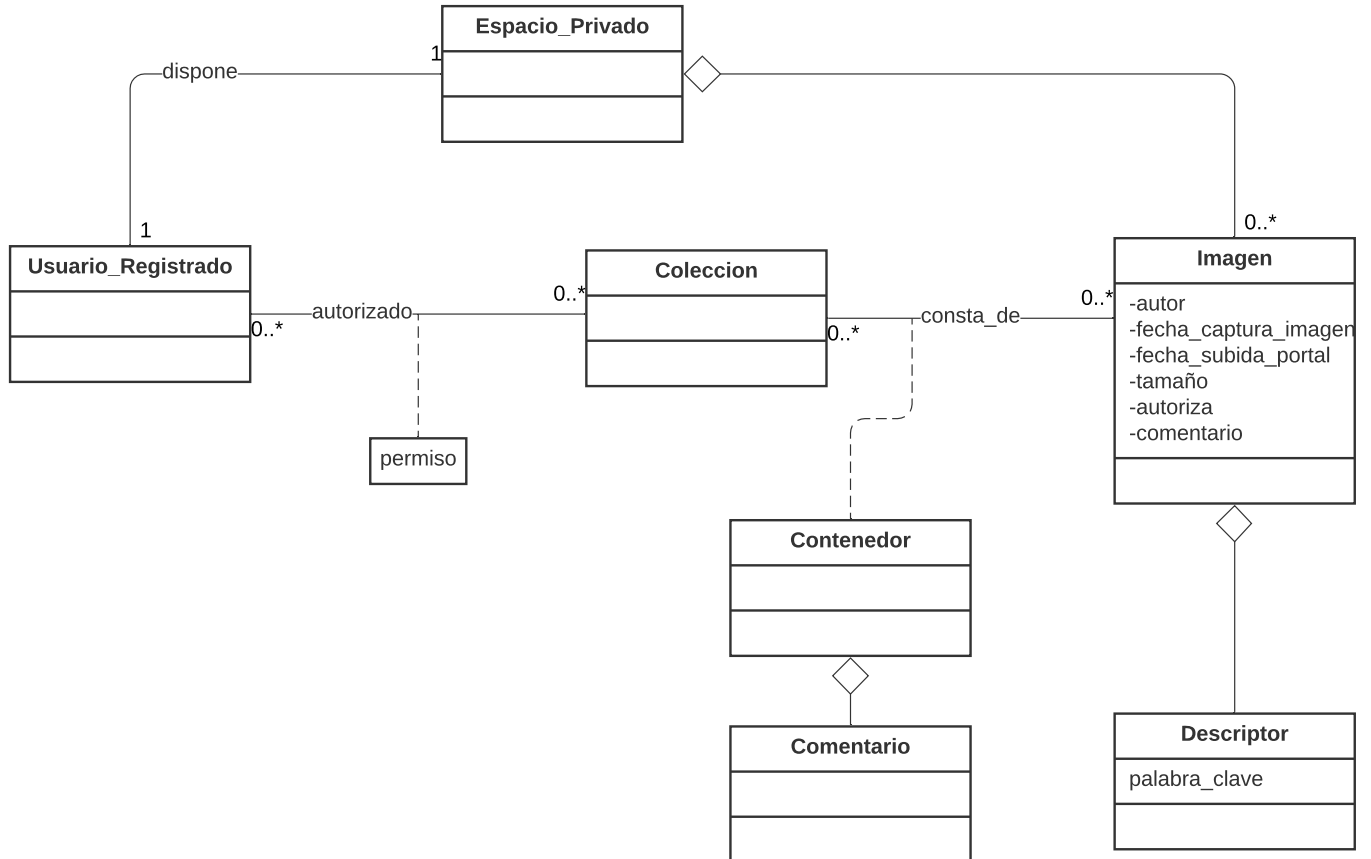 Espacio_Privado
1
dispone
1
0..*
Usuario_Registrado
Coleccion
Imagen
0..*
autorizado
0..*
0..*
consta_de
0..*
-autor
-fecha_captura_imagen
-fecha_subida_portal
-tamaño
-autoriza
-comentario
permiso
Contenedor
Comentario
Descriptor
palabra_clave